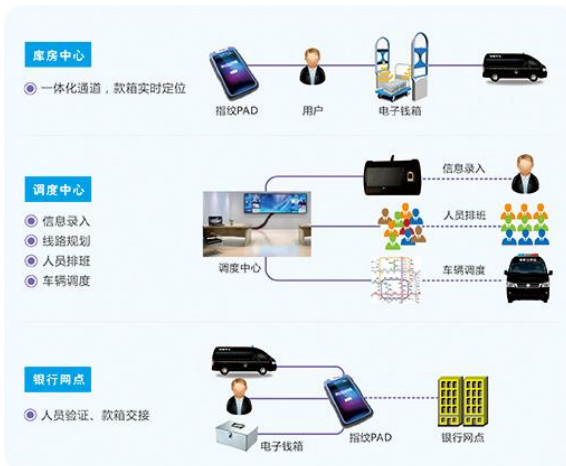 库房中心
一体化通道，款箱实时定位
指纹PAD
用户
电子钱箱
调度中心
信息录入
线路规划
人员排班
车辆调度
调度中心
信息录入
人员排班
车辆调度
银行网点
人员验证、款箱交接
电子钱箱
指纹PAD
银行网点